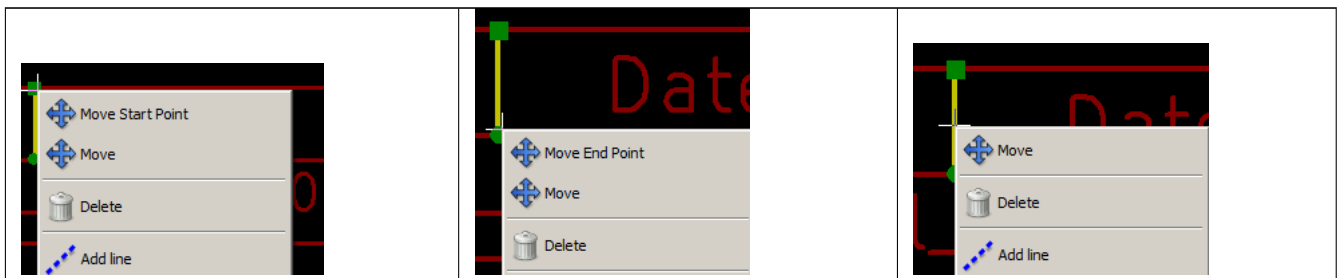 Move Start Point
Move
Delete
Add line
Date
Move End Point
Move
Delete
Move
Delete
Add line